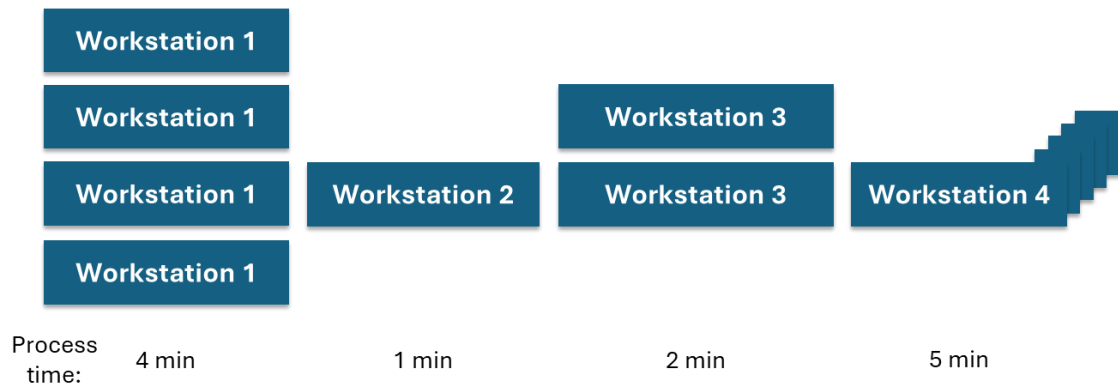 Workstation 1
Workstation 1
Workstation 3
Workstation 1
Workstation 2
Workstation 3
Workstation 4
Workstation 1
Process
time:
4 min
1 min
2 min
5 min